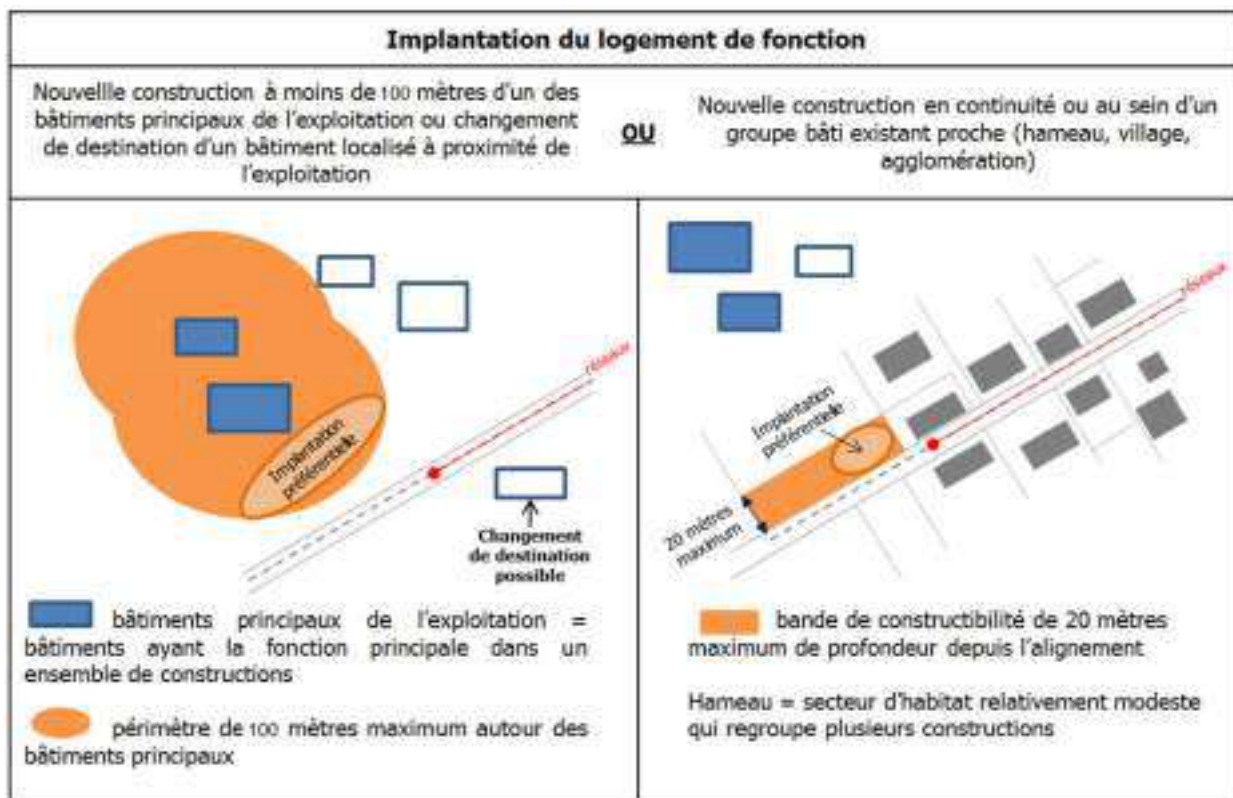 Implantation du logement de fonction
Nouvellle construction à moins de 100 mètres d'un des
bâtiments principaux de l'exploitation ou changement
de destination d'un bâtiment localisé à proximité de
l'exploitation
OU
Nouvelle construction en continuité ou au sein d'un
groupe bâti existant proche (hameau, village,
agglomération)
réseaux
Implantation
préférentielle
Changement
de destination
possible
bâtiments principaux de l'exploitation =
bâtiments ayant la fonction principale dans un
ensemble de constructions
périmètre de 100 mètres maximum autour des
bâtiments principaux
réseaux
Implantation
préférentielle
20 mètres
maximum
bande de constructibilité de 20 mètres
maximum de profondeur depuis l'alignement
Hameau = secteur d'habitat relativement modeste
qui regroupe plusieurs constructions